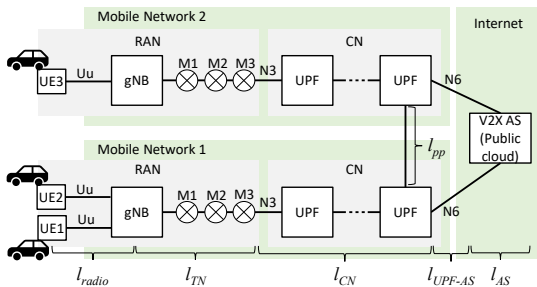 Mobile Network 2
Internet
RAN
CN
UE3
Uu
gNB
M1
M2
M3
N3
UPF
UPF
N6
V2X AS
(Public
cloud)
l_pp
Mobile Network 1
RAN
CN
UE2
Uu
UE1
Uu
gNB
M1
M2
M3
N3
UPF
UPF
N6
l_radio
l_TN
l_CN
l_UPF-AS
l_AS